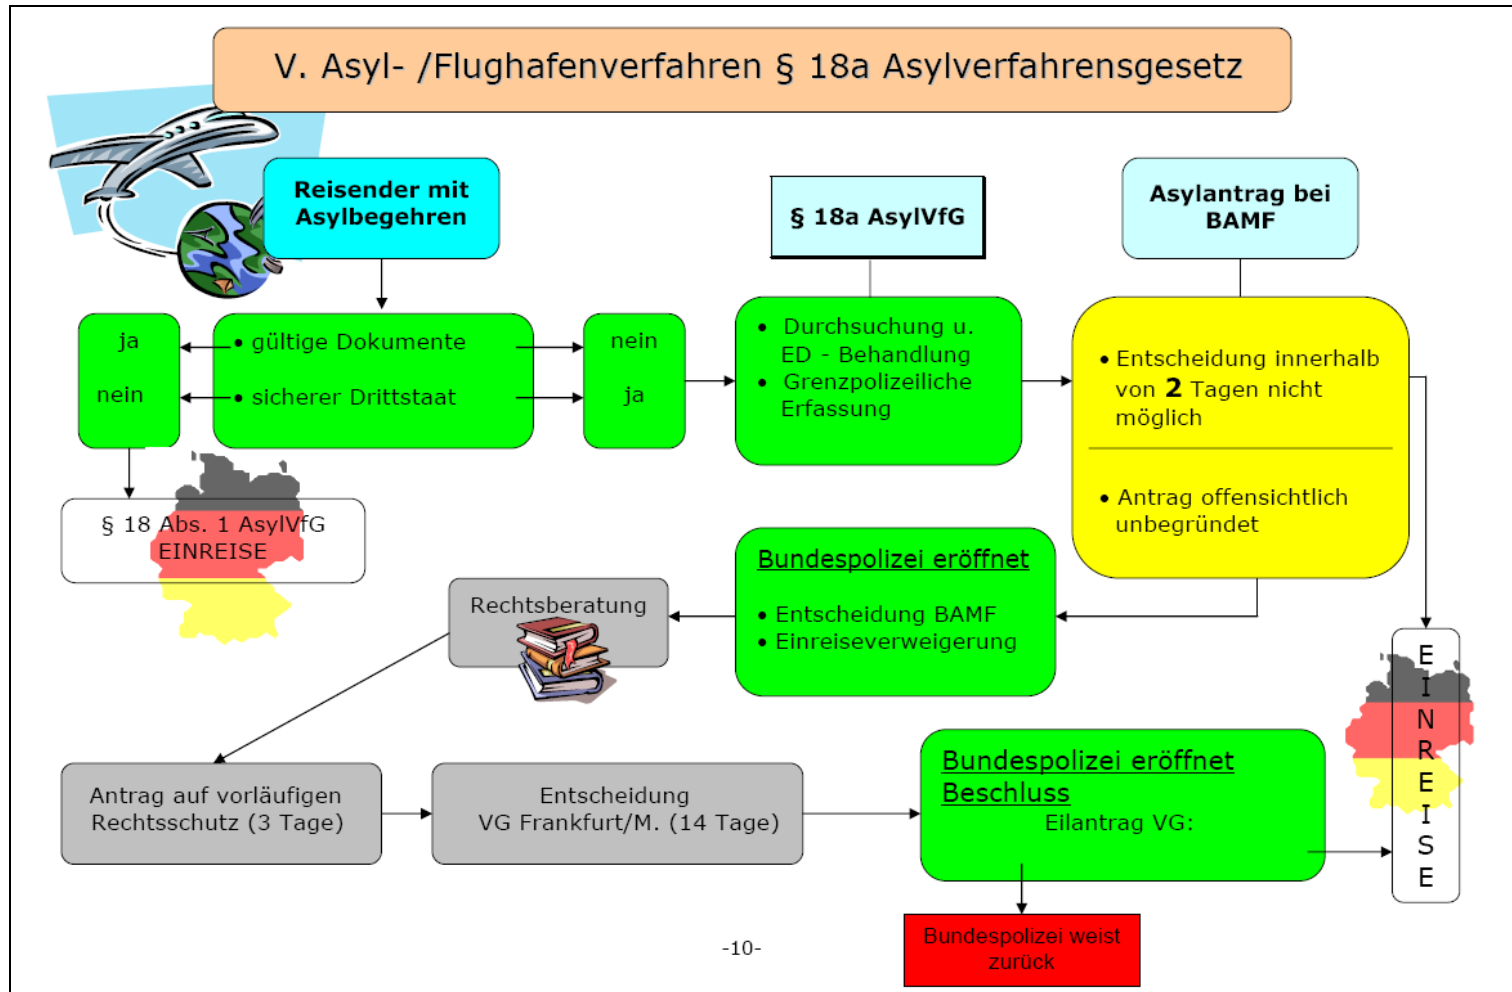 V. Asyl- /Flughafenverfahren § 18a Asylverfahrensgesetz
Reisender mit
Asylbegehren
§ 18a AsylVfG
Asylantrag bei
BAMF
ja
nein
• gültige Dokumente
• sicherer Drittstaat
nein
ja
• Durchsuchung u.
ED - Behandlung
• Grenzpolizeiliche
Erfassung
• Entscheidung innerhalb
von 2 Tagen nicht
möglich
• Antrag offensichtlich
unbegründet
§ 18 Abs. 1 AsylVfG
EINREISE
Rechtsberatung
Bundespolizei eröffnet
• Entscheidung BAMF
• Einreiseverweigerung
EINREISE
Antrag auf vorläufigen
Rechtsschutz (3 Tage)
Entscheidung
VG Frankfurt/M. (14 Tage)
Bundespolizei eröffnet
Beschluss
Eilantrag VG:
Bundespolizei weist
zurück
-10-